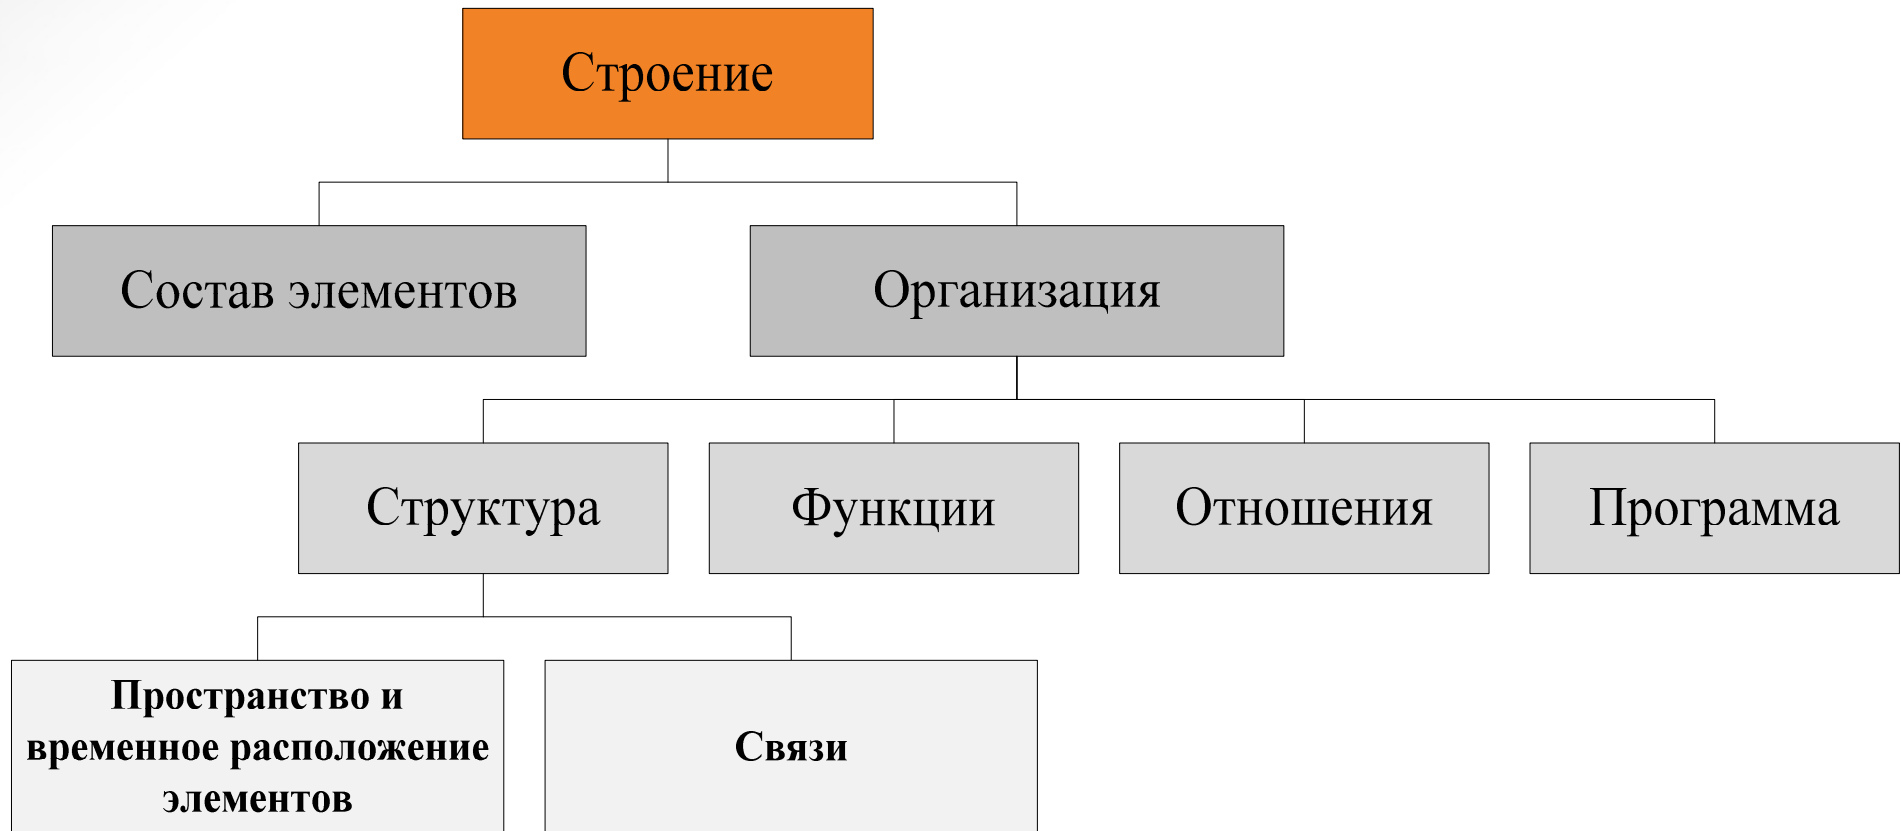 Строение
Состав элементов
Организация
Структура
Функции
Отношения
Программа
Пространство и
временное расположение
элементов
Связи